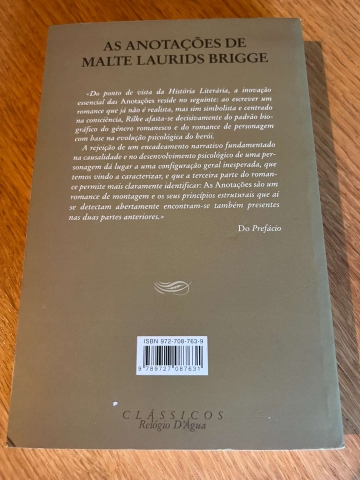 AS ANOTAÇÕES DE
MALTE LAURIDS BRIGGE
«Do ponto de vista da História Literária, a inovação
essencial das Anotações reside no seguinte: ao escrever um
romance que já não é realista, mas sim simbolista e centrado
na consciência, Rilke afasta-se decisivamente do padrão bio-
gráfico do género romanesco e do romance de personagem
com base na evolução psicológica do herói.
A rejeição de um encadeamento narrativo fundamentado
na causalidade e no desenvolvimento psicológico de uma per-
sonagem dá lugar a uma configuração geral inesperada, que
temos vindo a caracterizar, e que a terceira parte do roman-
ce permite mais claramente identificar: As Anotações são um
romance de montagem e os seus princípios estruturais que aí
se detectam abertamente encontram-se também presentes
nas duas partes anteriores.»
Do Prefácio
ISBN 972-708-763-9
9 789727 087631
CLÁSSICOS
Relógio D'Água